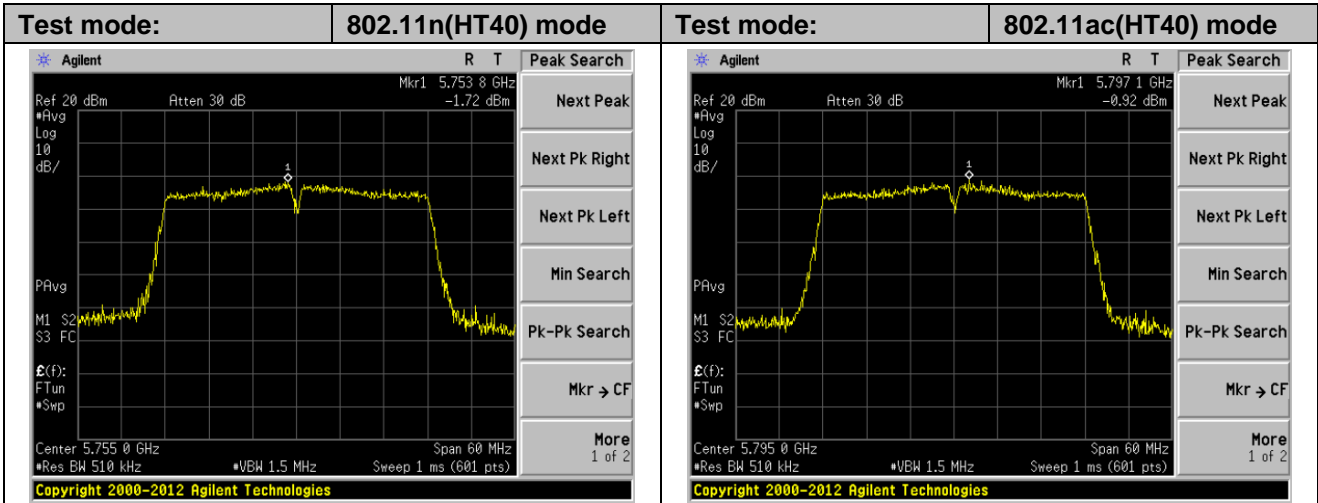 Test mode: 802.11n(HT40) mode Test mode: 802.11ac(HT40) mode
Agilent R T Peak Search
Mkr1 5.753 8 GHz
Ref 20 dBm Atten 30 dB -1.72 dBm
#Avg
Log
10
dB/
1
PAvg
M1 S2
S3 FC
£(f):
FTun
#Swp
Center 5.755 0 GHz Span 60 MHz
#Res BW 510 kHz #VBW 1.5 MHz Sweep 1 ms (601 pts)
Copyright 2000-2012 Agilent Technologies
Next Peak
Next Pk Right
Next Pk Left
Min Search
Pk-Pk Search
Mkr → CF
More
1 of 2
Agilent R T Peak Search
Mkr1 5.797 1 GHz
Ref 20 dBm Atten 30 dB -0.92 dBm
#Avg
Log
10
dB/
1
PAvg
M1 S2
S3 FC
£(f):
FTun
#Swp
Center 5.795 0 GHz Span 60 MHz
#Res BW 510 kHz #VBW 1.5 MHz Sweep 1 ms (601 pts)
Copyright 2000-2012 Agilent Technologies
Next Peak
Next Pk Right
Next Pk Left
Min Search
Pk-Pk Search
Mkr → CF
More
1 of 2